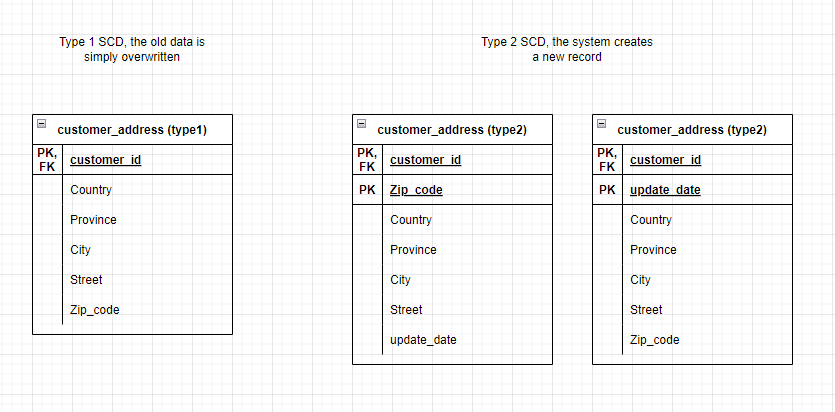 Type 1 SCD, the old data is
simply overwritten
Type 2 SCD, the system creates
a new record
customer_address (type1)
PK,
FK
customer_id
Country
Province
City
Street
Zip_code
customer_address (type2)
PK,
FK
customer_id
PK
Zip_code
Country
Province
City
Street
update_date
customer_address (type2)
PK,
FK
customer_id
PK
update_date
Country
Province
City
Street
Zip_code